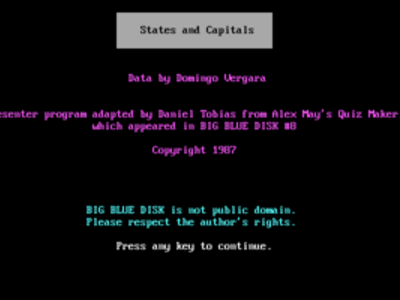 States and Capitals
Data by Domingo Vergara
esenter program adapted by Daniel Tobias from Alex May's Quiz Maker
which appeared in BIG BLUE DISK #8
Copyright 1987
BIG BLUE DISK is not public domain.
Please respect the author's rights.
Press any key to continue.